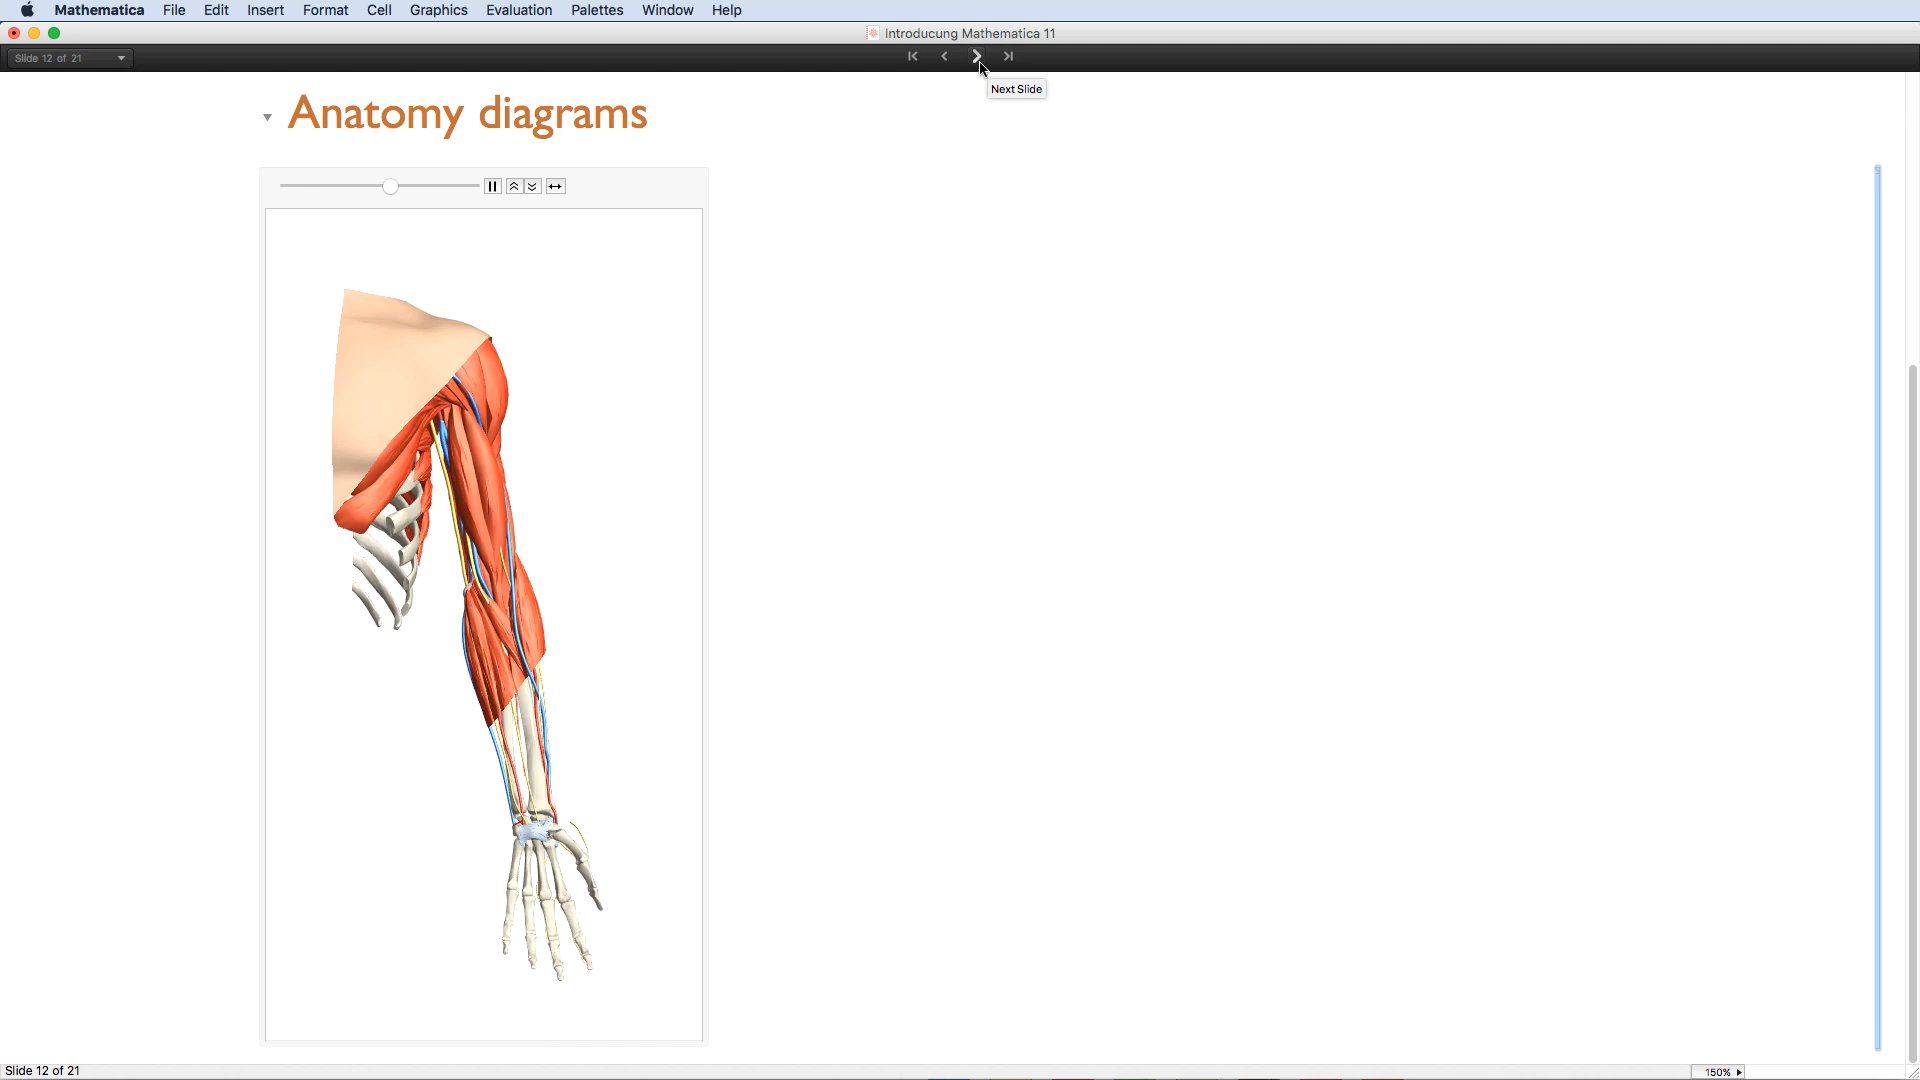 Mathematica File Edit Insert Format Cell Graphics Evaluation Palettes Window Help
Introducung Mathematica 11
Slide 12 of 21
Next Slide
Anatomy diagrams
Slide 12 of 21
150%